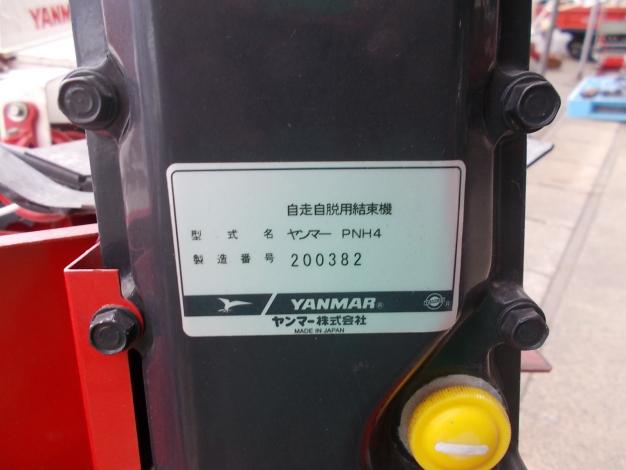 YANM
自走自脱用結束機
型式名 ヤンマー PNH4
製造番号 200382
YANMAR®
ヤンマー株式会社
MADE IN JAPAN